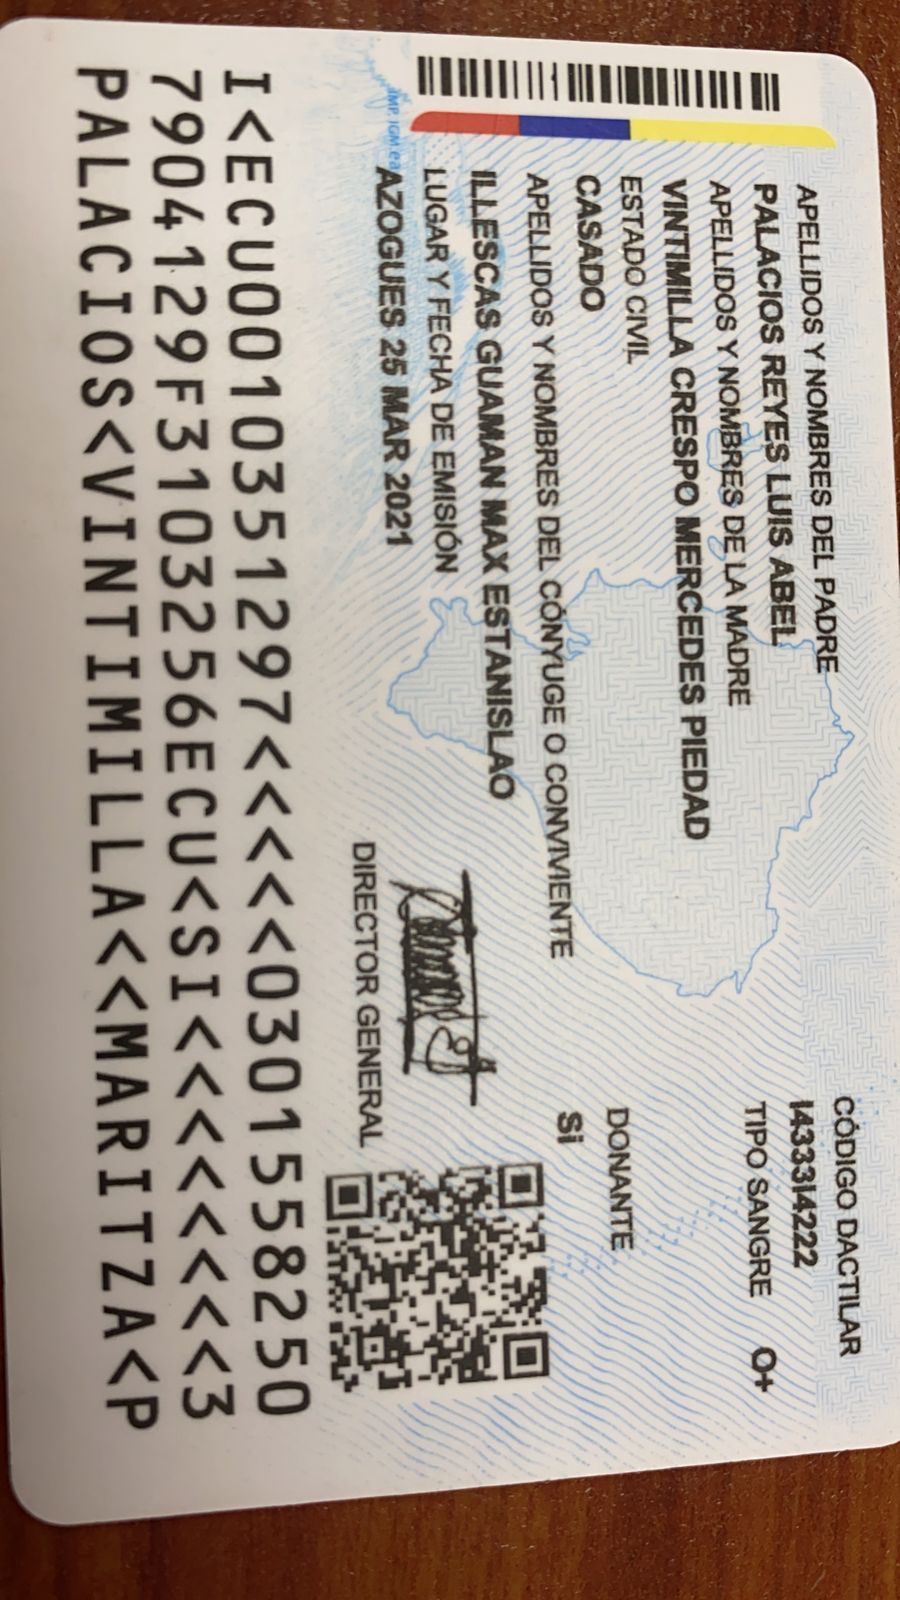 APELLIDOS Y NOMBRES DEL PADRE
PALACIOS REYES LUIS ABEL
APELLIDOS Y NOMBRES DE LA MADRE
VINTIMILLA CRESPO MERCEDES PIEDAD
ESTADO CIVIL
CASADO
APELLIDOS Y NOMBRES DEL CÓNYUGE O CONVIVIENTE
ILLESCAS GUAMAN MAX ESTANISLAO
LUGAR Y FECHA DE EMISIÓN
AZOGUES 25 MAR 2021
CÓDIGO DACTILAR
I4333I4222
TIPO SANGRE O+
DONANTE
Si
DIRECTOR GENERAL
IMP. IGM.ec
I<ECU0010351297<<<<<<0301558250
7904129F3103256ECU<SI<<<<<<<<3
PALACIOS<VINTIMILLA<<MARITZA<P